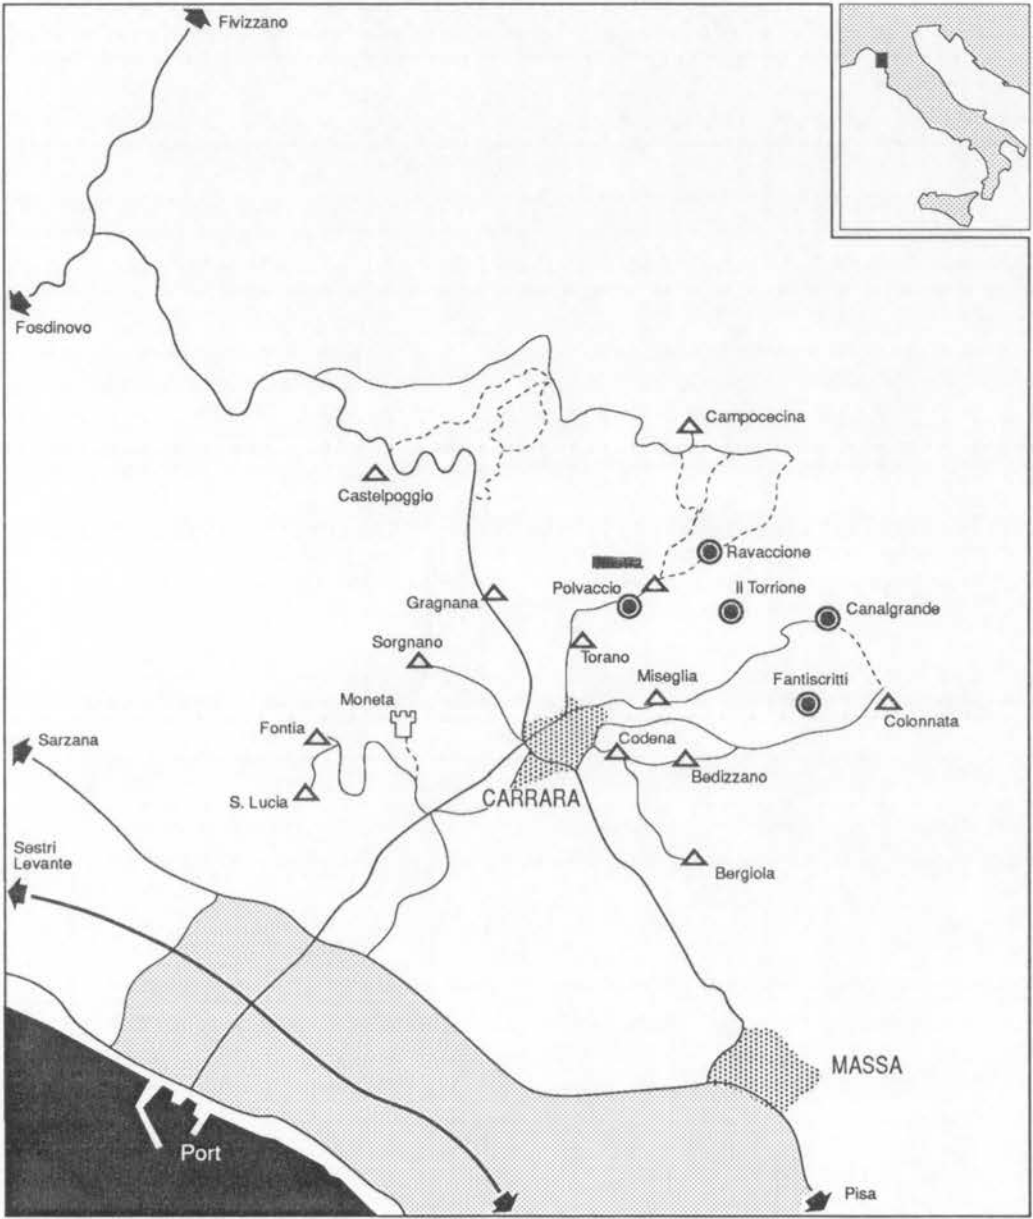 Fivizzano
Fosdinovo
Campocecina
Castelpoggio
Ravaccione
Polvaccio
Il Torrione
Gragnana
Canalgrande
Sorgnano
Torano
Miseglia
Fantiscritti
Moneta
Fontia
Colonnata
Sarzana
Codena
Bedizzano
S. Lucia
CARRARA
Sestri
Levante
Bergiola
MASSA
Port
Pisa